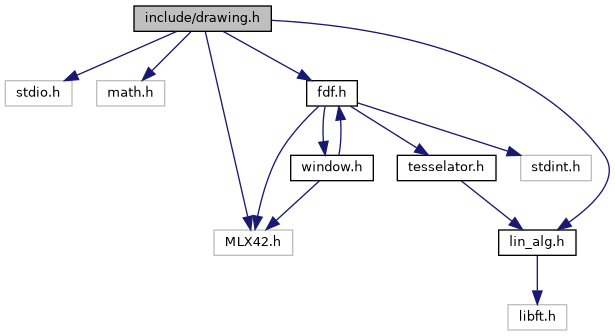 include/drawing.h
stdio.h
math.h
fdf.h
window.h
tesselator.h
stdint.h
MLX42.h
lin_alg.h
libft.h